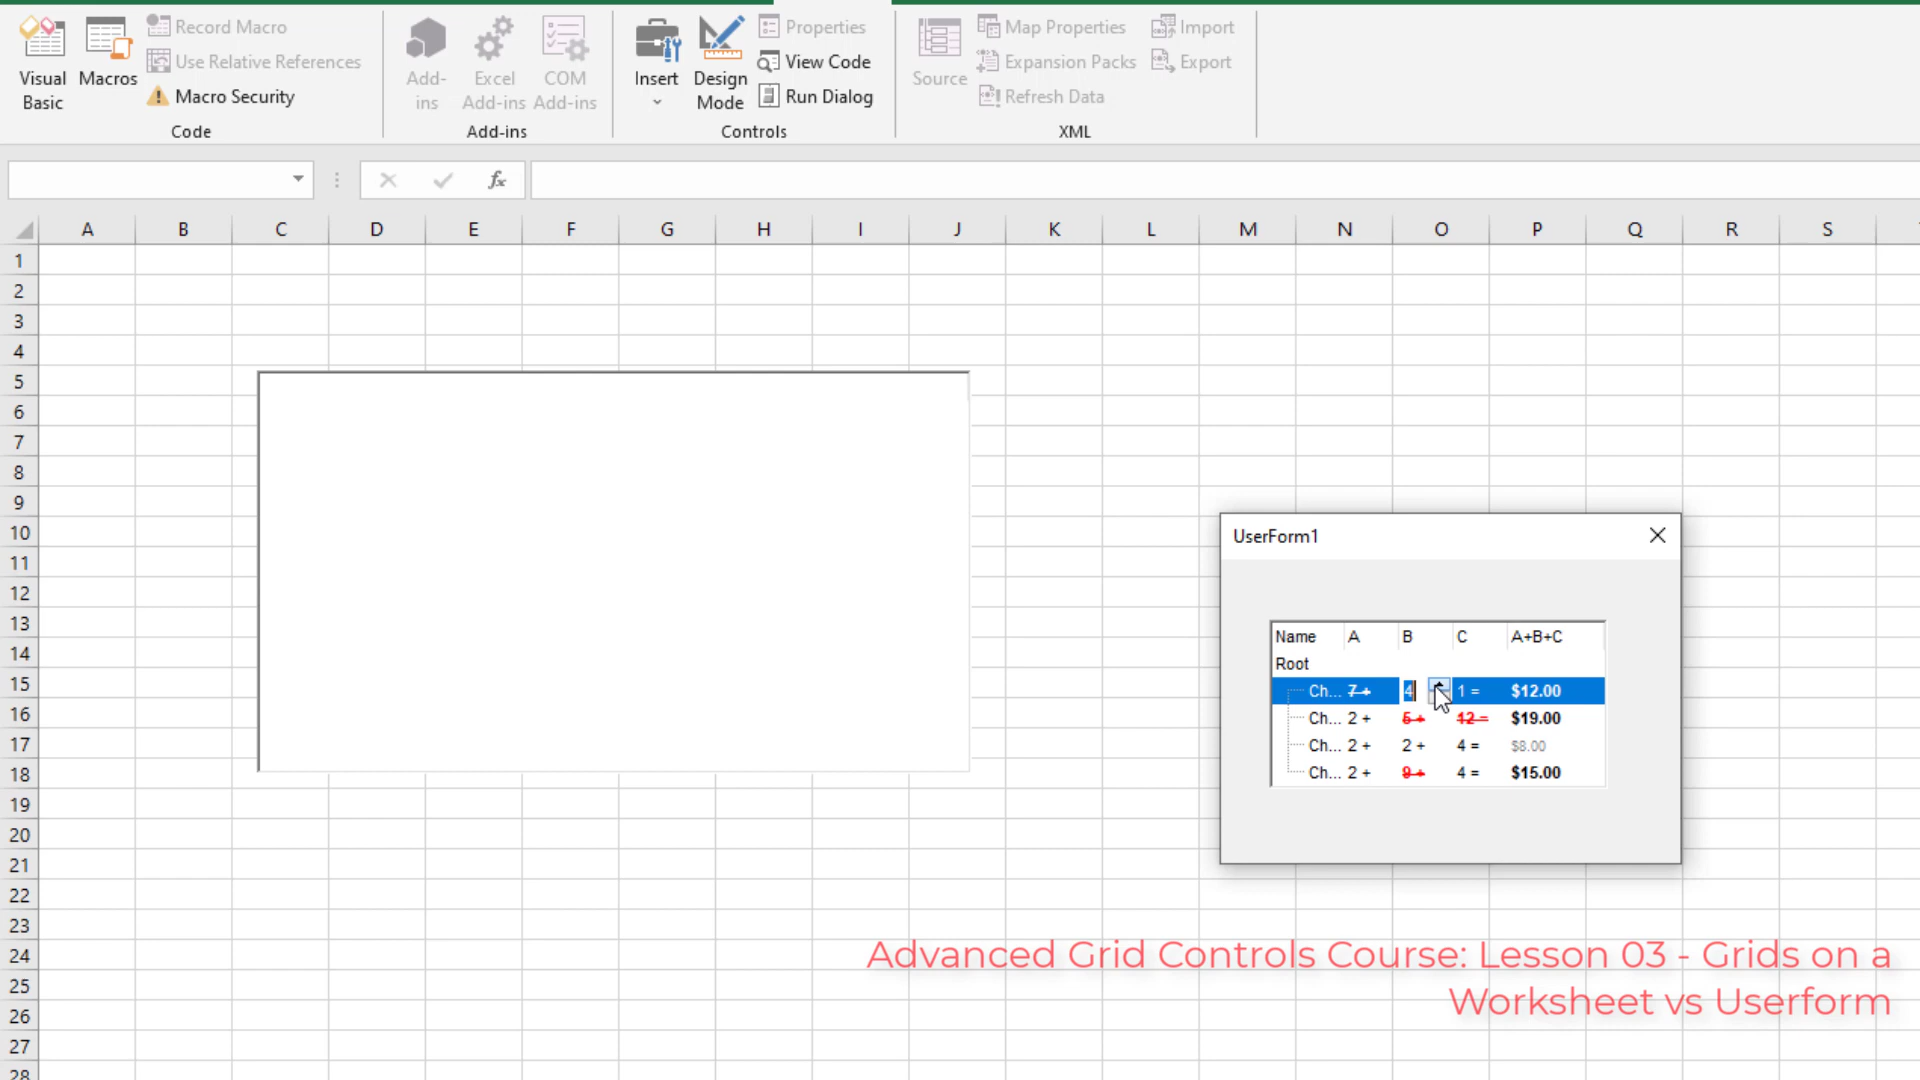 Visual Basic
Macros
Record Macro
Use Relative References
Macro Security
Code
Add-ins
Excel Add-ins
COM Add-ins
Add-ins
Insert
Design Mode
Properties
View Code
Run Dialog
Controls
Source
Map Properties
Expansion Packs
Refresh Data
Import
Export
XML
fx
A B C D E F G H I J K L M N O P Q R S
1
2
3
4
5
6
7
8
9
10
11
12
13
14
15
16
17
18
19
20
21
22
23
24
25
26
27
28
UserForm1
Name A B C A+B+C
Root
Ch... 7 + 4 1 = $12.00
Ch... 2 + 5 + 12 = $19.00
Ch... 2 + 2 + 4 = $8.00
Ch... 2 + 9 + 4 = $15.00
Advanced Grid Controls Course: Lesson 03 - Grids on a
Worksheet vs Userform